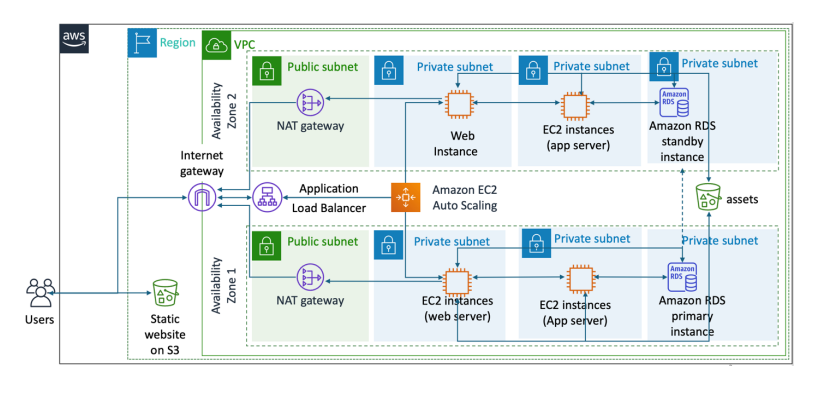 aws
Region
VPC
Availability
Zone 2
Public subnet
NAT gateway
Private subnet
Web
Instance
Private subnet
EC2 instances
(app server)
Private subnet
Amazon
RDS
Amazon RDS
standby
instance
Internet
gateway
Application
Load Balancer
Amazon EC2
Auto Scaling
assets
Availability
Zone 1
Public subnet
NAT gateway
Private subnet
EC2 instances
(web server)
Private subnet
EC2 instances
(App server)
Private subnet
Amazon
RDS
Amazon RDS
primary
instance
Users
Static
website
on S3